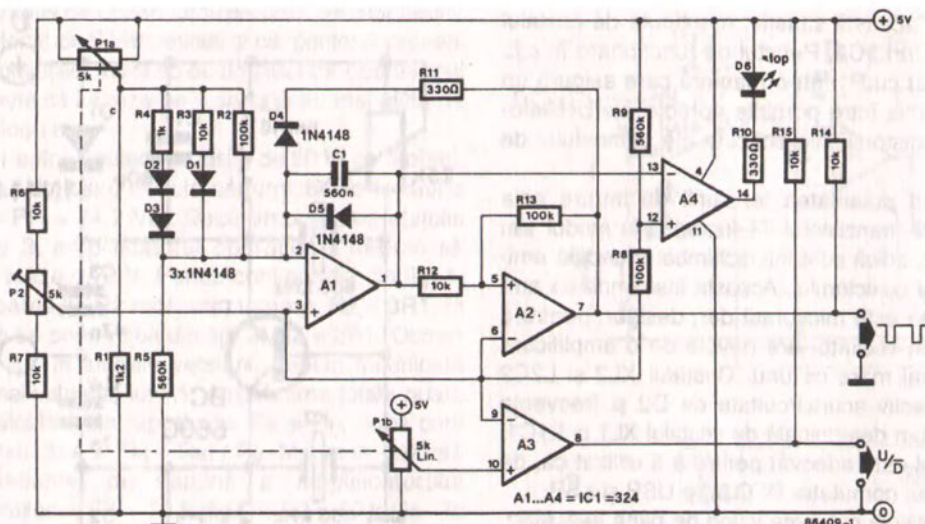 5V
P1a
5k
R4
1k
R3
10k
R2
100k
D2
D1
D3
3x1N4148
R6
10k
P2
5k
R7
10k
R1
1k2
R5
560k
D4
1N4148
C1
560n
D5
1N4148
R11
330Ω
2
3
A1
R12
10k
R13
100k
5
6
A2
7
R9
560k
R8
100k
13
12
A4
4
11
14
D6
stop
R10
330Ω
R15
10k
R14
10k
5V
P1b
5k
Lin.
9
10
A3
8
A1...A4 = IC1 = 324
U/D
0
86409-1